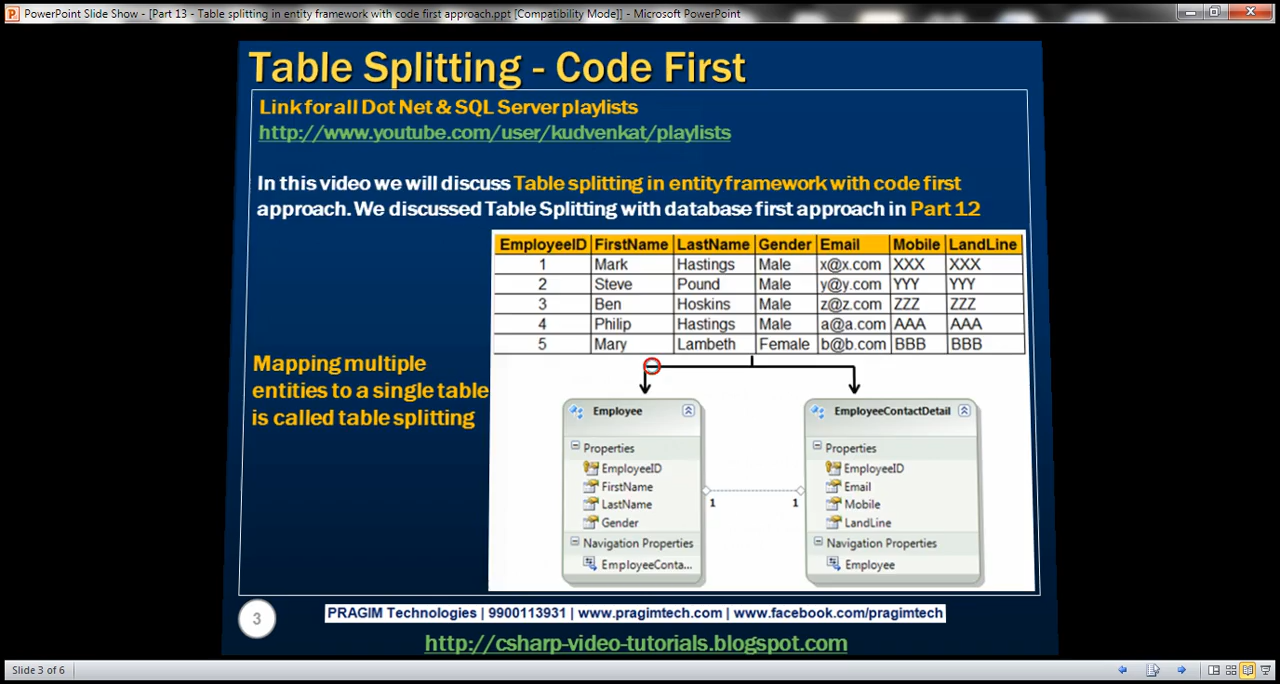 PowerPoint Slide Show - [Part 13 - Table splitting in entity framework with code first approach.ppt [Compatibility Mode]] - Microsoft PowerPoint
Table Splitting - Code First
Link for all Dot Net & SQL Server playlists
http://www.youtube.com/user/kudvenkat/playlists
In this video we will discuss Table splitting in entity framework with code first
approach. We discussed Table Splitting with database first approach in Part 12
EmployeeID FirstName LastName Gender Email Mobile LandLine
1 Mark Hastings Male x@x.com XXX XXX
2 Steve Pound Male y@y.com YYY YYY
3 Ben Hoskins Male z@z.com ZZZ ZZZ
4 Philip Hastings Male a@a.com AAA AAA
5 Mary Lambeth Female b@b.com BBB BBB
Mapping multiple
entities to a single table
is called table splitting
Employee
Properties
EmployeeID
FirstName
LastName
Gender
Navigation Properties
EmployeeConta...
1 1
EmployeeContactDetail
Properties
EmployeeID
Email
Mobile
LandLine
Navigation Properties
Employee
3
PRAGIM Technologies | 9900113931 | www.pragimtech.com | www.facebook.com/pragimtech
http://csharp-video-tutorials.blogspot.com
Slide 3 of 6